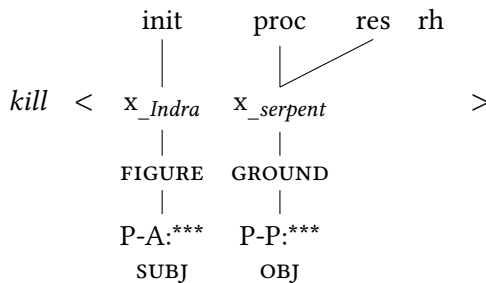 init proc res rh
kill < x_Indra x_serpent >
FIGURE GROUND
P-A:*** P-P:***
SUBJ OBJ